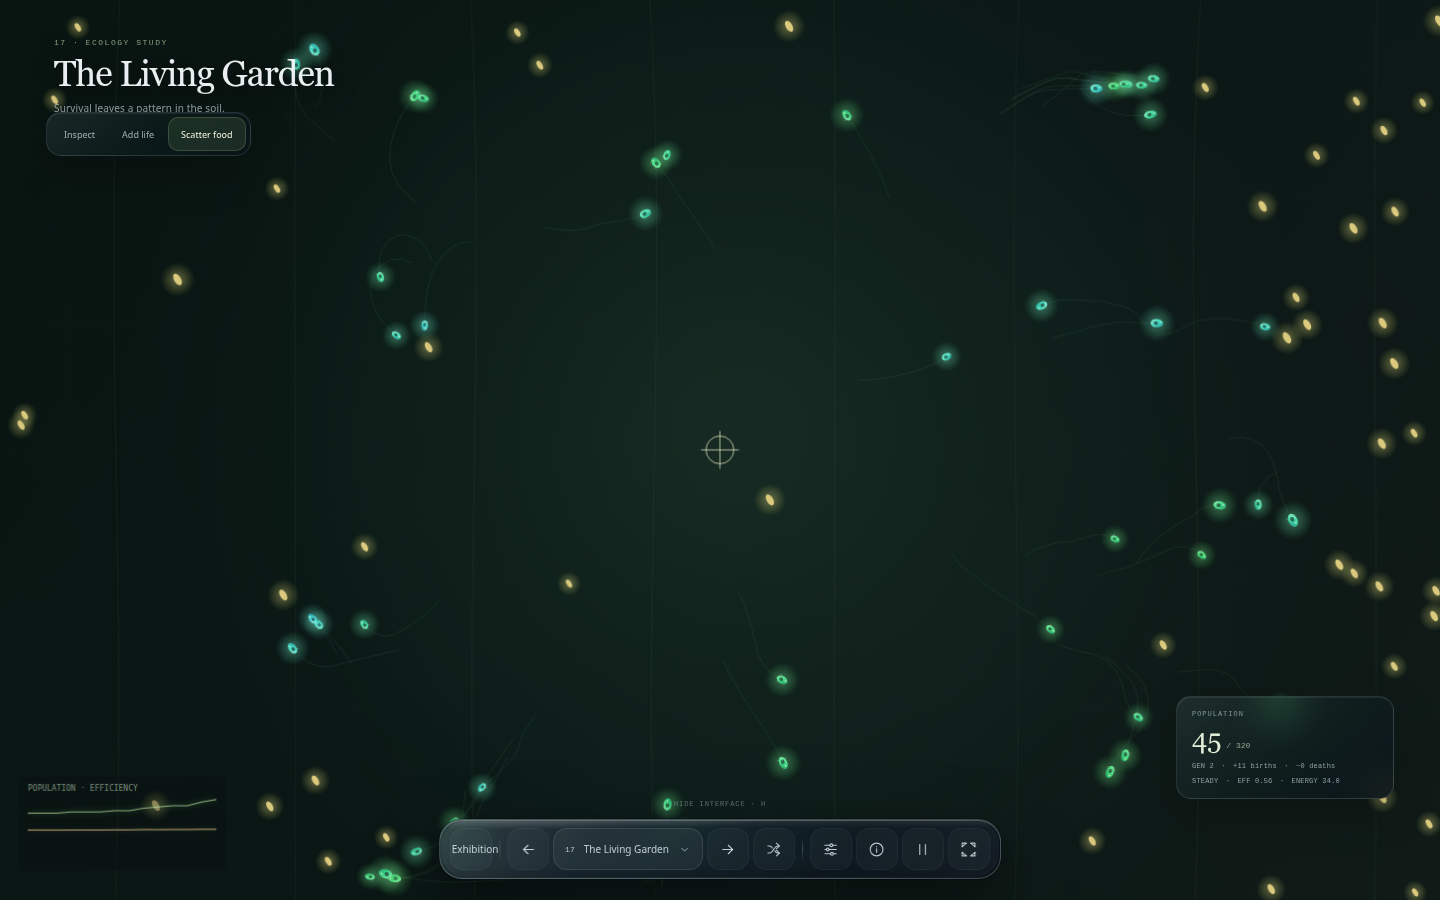 17 · ECOLOGY STUDY
The Living Garden
Survival leaves a pattern in the soil.
Inspect
Add life
Scatter food
POPULATION
45 / 320
GEN 2 · +11 births · −0 deaths
STEADY · EFF 0.56 · ENERGY 34.0
POPULATION · EFFICIENCY
HIDE INTERFACE · H
Exhibition
17 The Living Garden